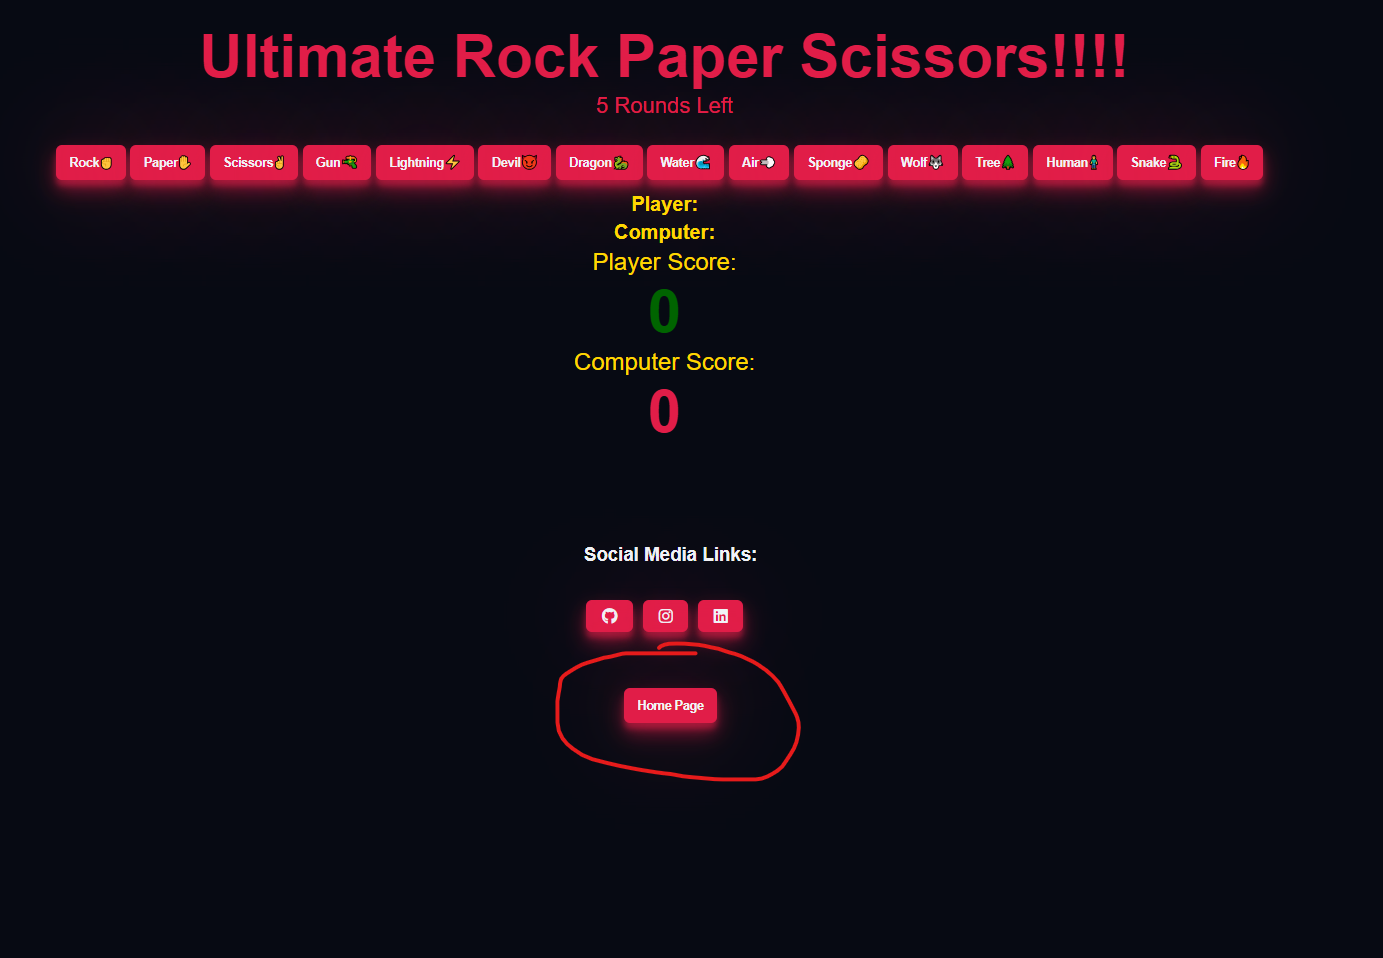 Ultimate Rock Paper Scissors!!!!
5 Rounds Left
Rock✊ Paper✋ Scissors✌ Gun🔫 Lightning⚡ Devil😈 Dragon🐉 Water🌊 Air💨 Sponge🧽 Wolf🐺 Tree🌲 Human🧍 Snake🐍 Fire🔥
Player:
Computer:
Player Score:
0
Computer Score:
0
Social Media Links:
in
Home Page